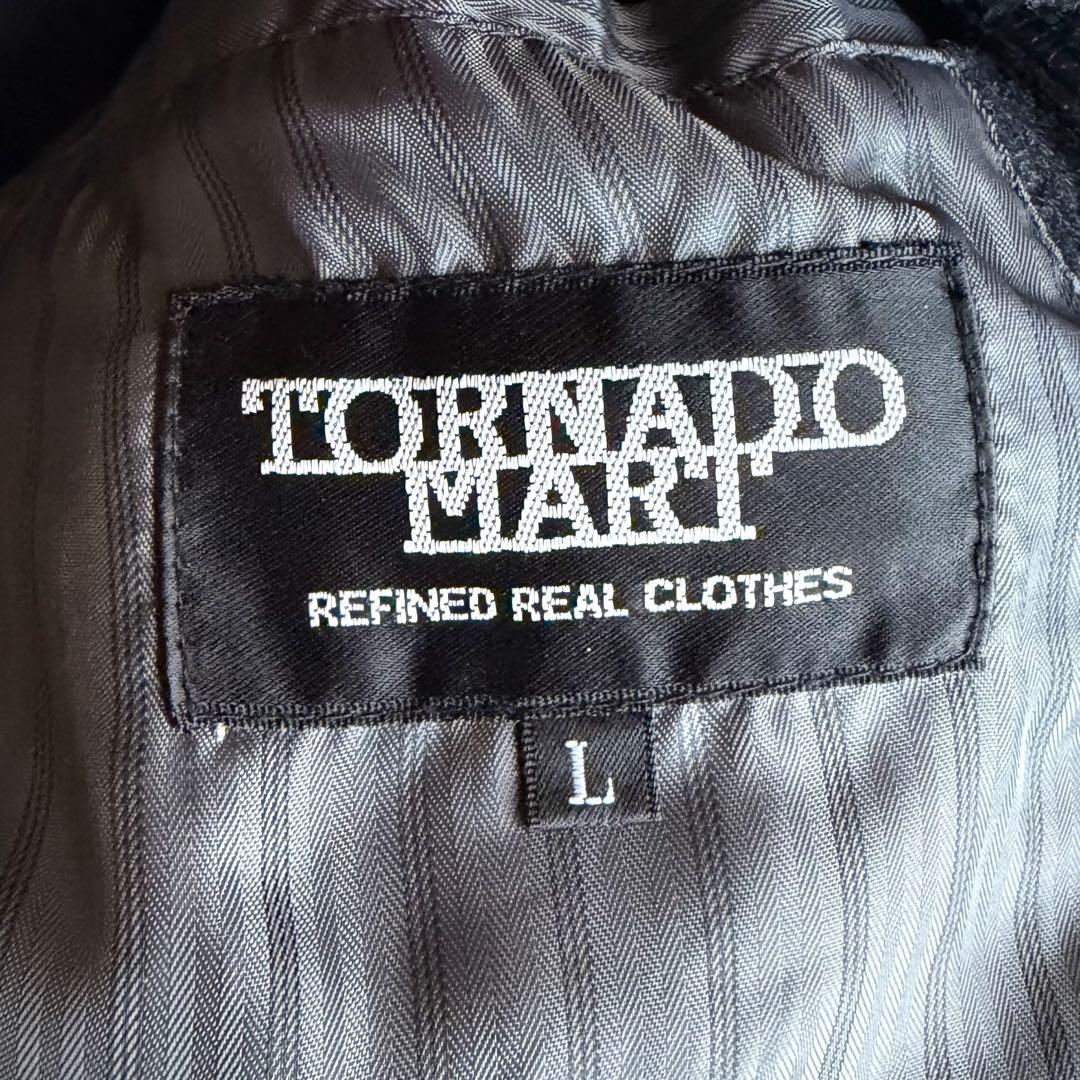 TORNADO
MART
REFINED REAL CLOTHES
L